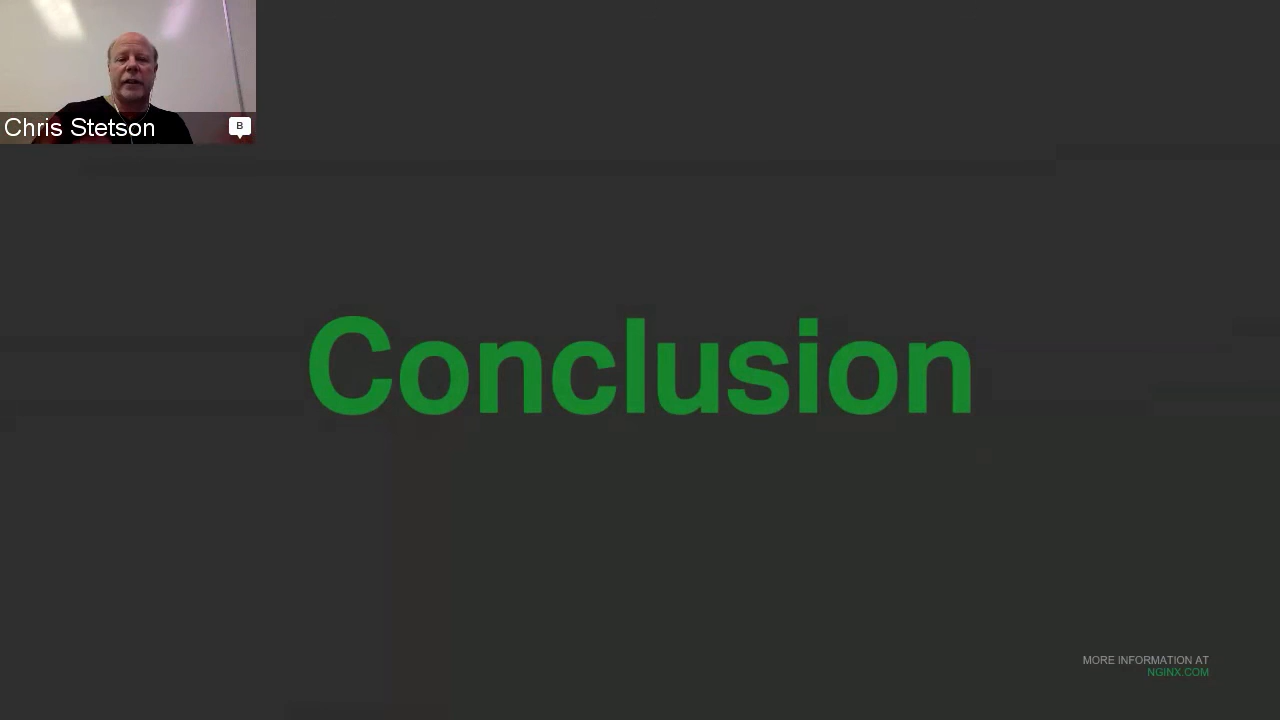 Chris Stetson
B
Conclusion
MORE INFORMATION AT
NGINX.COM